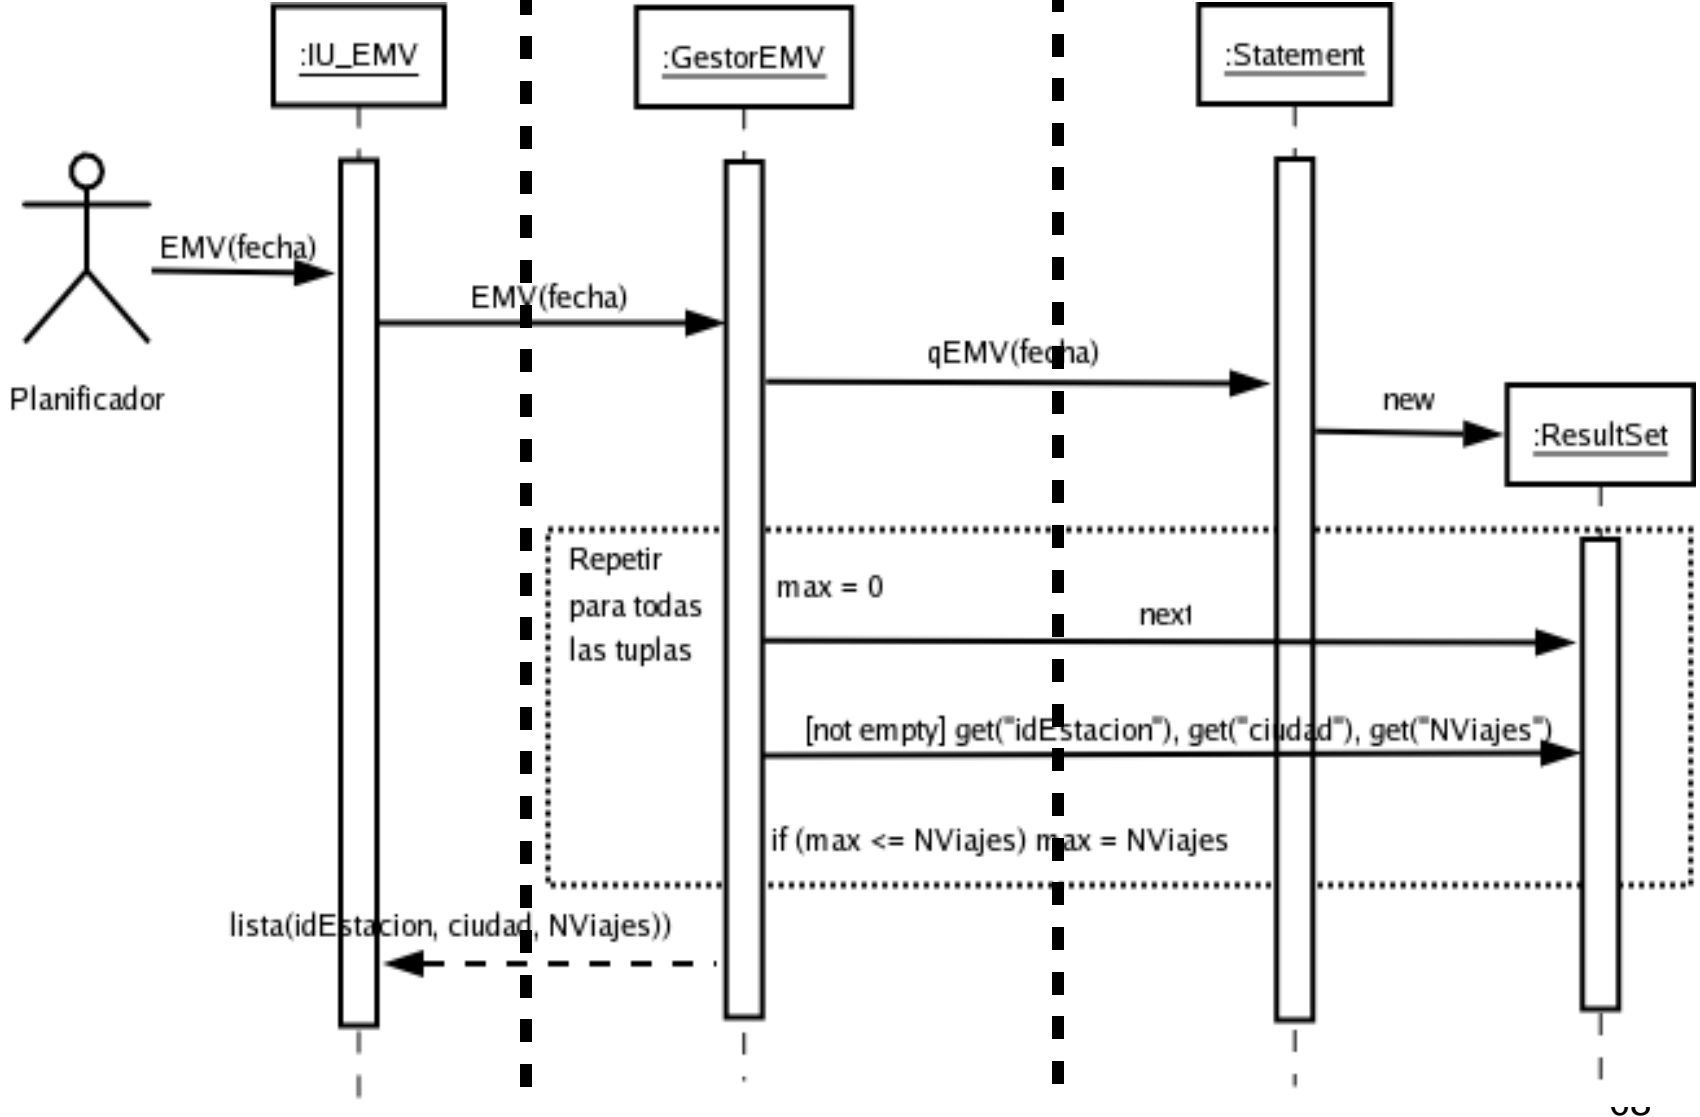 :IU_EMV
:GestorEMV
:Statement
EMV(fecha)
EMV(fecha)
qEMV(fecha)
Planificador
new
:ResultSet
Repetir
para todas
las tuplas
max = 0
next
[not empty] get("idEstacion"), get("ciudad"), get("NViajes")
if (max <= NViajes) max = NViajes
lista(idEstacion, ciudad, NViajes))